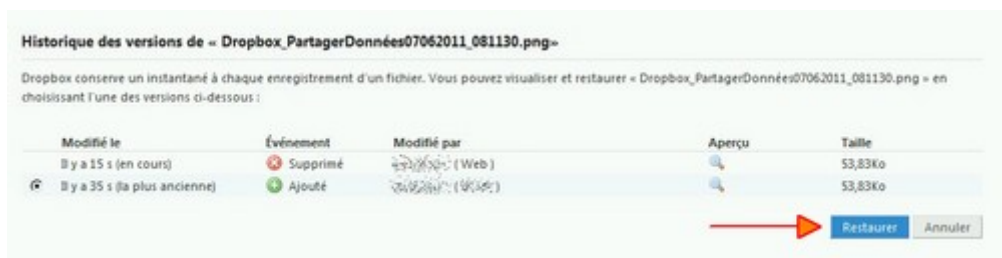 Historique des versions de « Dropbox_PartagerDonnées07062011_081130.png»
Dropbox conserve un instantané à chaque enregistrement d'un fichier. Vous pouvez visualiser et restaurer « Dropbox_PartagerDonnées07062011_081130.png » en
choisissant l'une des versions ci-dessous :
Modifié le Événement Modifié par Aperçu Taille
Il y a 15 s (en cours) Supprimé (Web) 53,83Ko
Il y a 35 s (la plus ancienne) Ajouté 53,83Ko
Restaurer Annuler